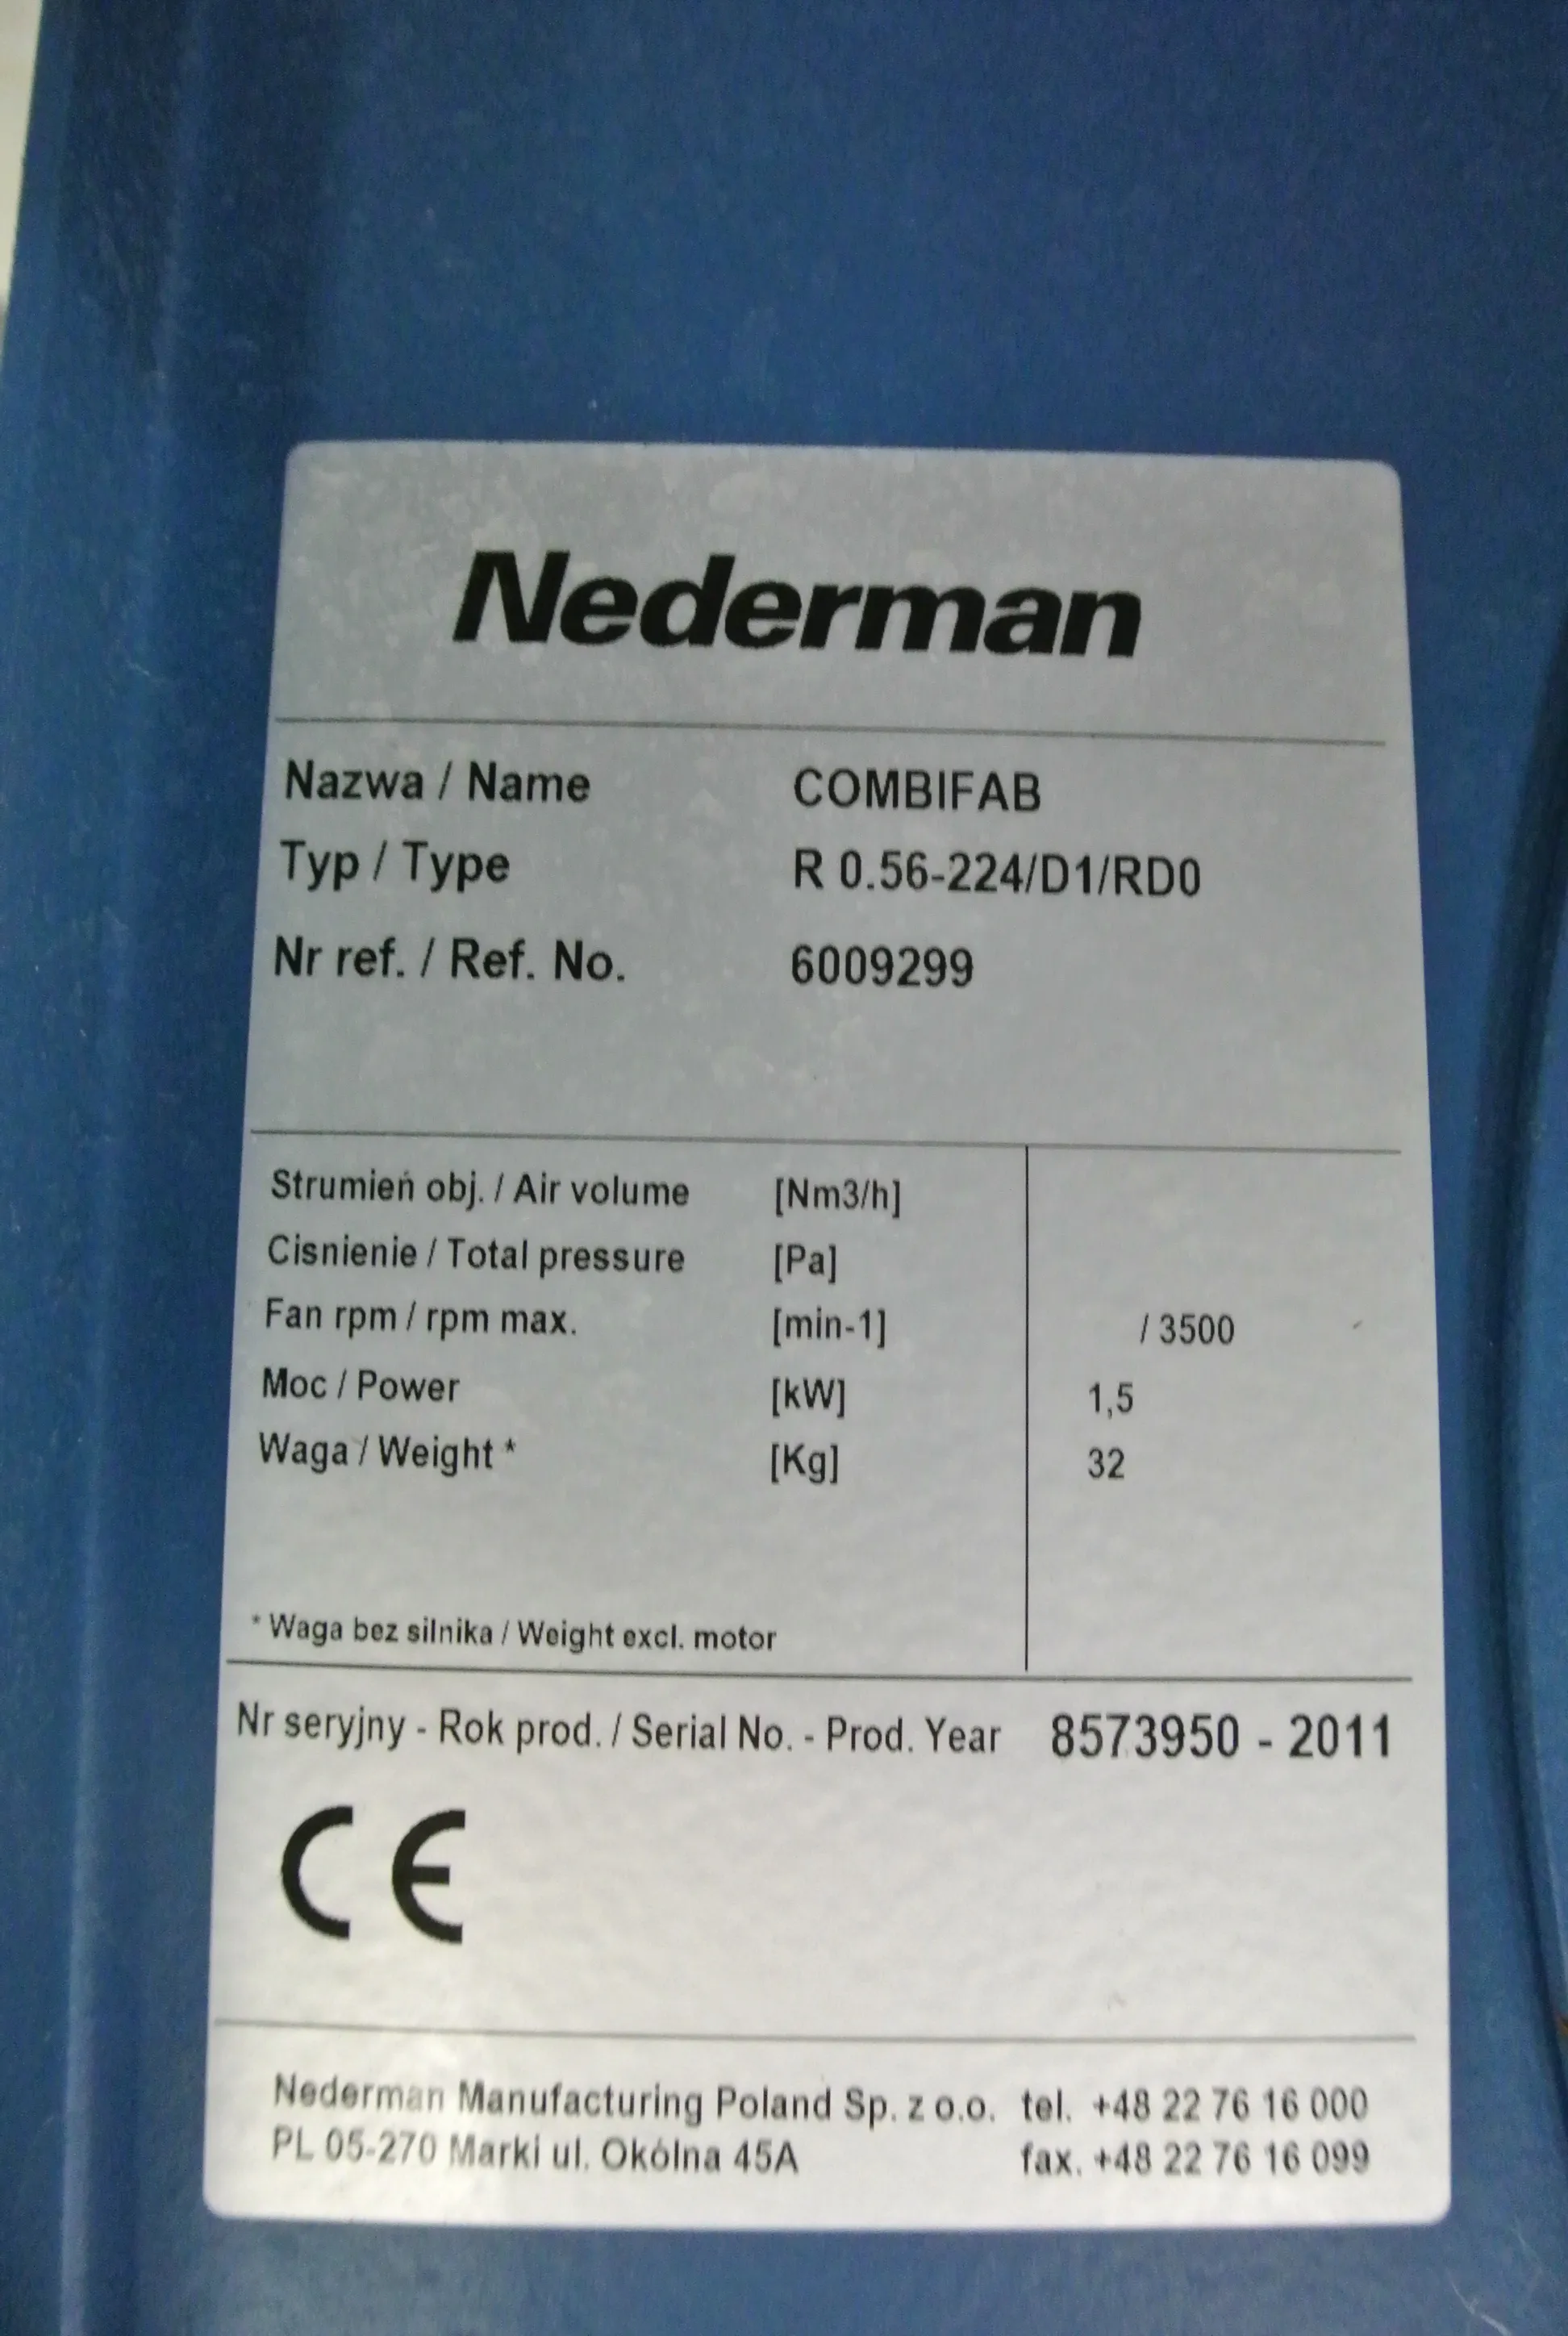 Nederman
Nazwa / Name COMBIFAB
Typ / Type R 0.56-224/D1/RD0
Nr ref. / Ref. No. 6009299
Strumień obj. / Air volume [Nm3/h]
Cisnienie / Total pressure [Pa]
Fan rpm / rpm max. [min-1] / 3500
Moc / Power [kW] 1,5
Waga / Weight * [Kg] 32
* Waga bez silnika / Weight excl. motor
Nr seryjny - Rok prod. / Serial No. - Prod. Year 8573950 - 2011
CE
Nederman Manufacturing Poland Sp. z o.o. tel. +48 22 76 16 000
PL 05-270 Marki ul. Okólna 45A fax. +48 22 76 16 099